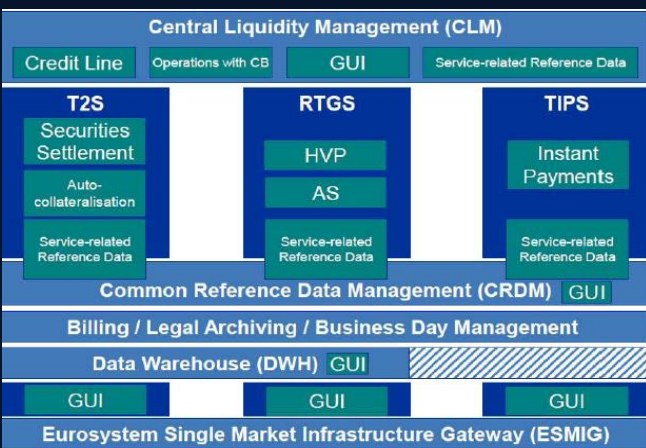 Central Liquidity Management (CLM)
Credit Line
Operations with CB
GUI
Service-related Reference Data
T2S
Securities
Settlement
Auto-
collateralisation
Service-related
Reference Data
RTGS
HVP
AS
Service-related
Reference Data
TIPS
Instant
Payments
Service-related
Reference Data
Common Reference Data Management (CRDM) GUI
Billing / Legal Archiving / Business Day Management
Data Warehouse (DWH) GUI
GUI
GUI
GUI
Eurosystem Single Market Infrastructure Gateway (ESMIG)